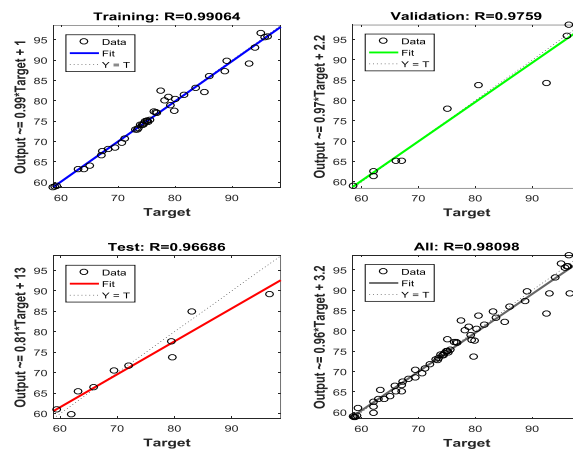 Training: R=0.99064
Output ~= 0.99*Target + 1
95
90
85
80
75
70
65
60
Data
Fit
Y = T
60 70 80 90
Target
Validation: R=0.9759
Output ~= 0.97*Target + 2.2
95
90
85
80
75
70
65
60
Data
Fit
Y = T
60 70 80 90
Target
Test: R=0.96686
Output ~= 0.81*Target + 13
95
90
85
80
75
70
65
60
Data
Fit
Y = T
60 70 80 90
Target
All: R=0.98098
Output ~= 0.96*Target + 3.2
95
90
85
80
75
70
65
60
Data
Fit
Y = T
60 70 80 90
Target